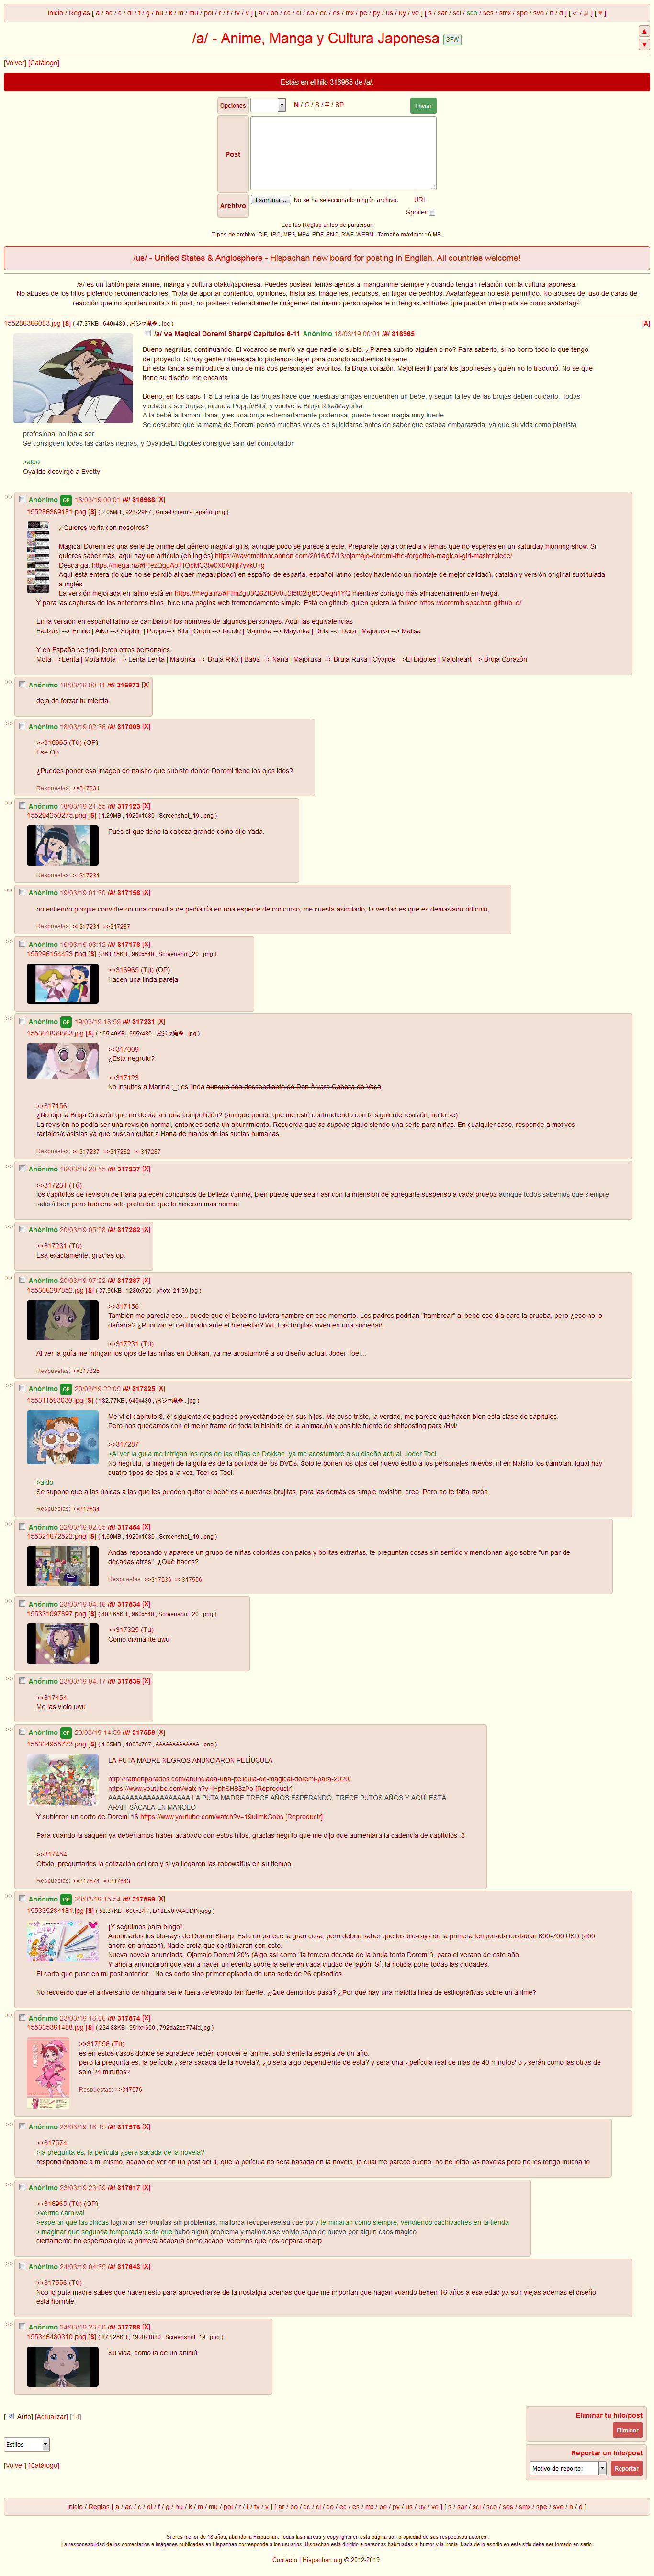 Inicio / Reglas [ a / ac / c / di / f / g / hu / k / m / mu / pol / r / t / tv / v ] [ ar / bo / cc / cl / co / ec / es / mx / pe / py / us / uy / ve ] [ s / sar / scl / sco / ses / smx / spe / sve / h / d ] [ ✓ / ♫ ] [ ♥ ]
/a/ - Anime, Manga y Cultura Japonesa SFW
[Volver] [Catálogo]
Estás en el hilo 316965 de /a/.
Opciones N / C / S / T / SP Enviar
Post
Archivo Examinar... No se ha seleccionado ningún archivo. URL
Spoiler
Lee las Reglas antes de participar.
Tipos de archivo: GIF, JPG, MP3, MP4, PDF, PNG, SWF, WEBM . Tamaño máximo: 16 MB.
/us/ - United States & Anglosphere - Hispachan new board for posting in English. All countries welcome!
/a/ es un tablón para anime, manga y cultura otaku/japonesa. Puedes postear temas ajenos al manganime siempre y cuando tengan relación con la cultura japonesa.
No abuses de los hilos pidiendo recomendaciones. Trata de aportar contenido, opiniones, historias, imágenes, recursos, en lugar de pedirlos. Avatarfagear no está permitido: No abuses del uso de caras de
reacción que no aporten nada a tu post, no postees reiteradamente imágenes del mismo personaje/serie ni tengas actitudes que puedan interpretarse como avatarfags.
155286366083.jpg [S] ( 47.37KB , 640x480 , おジャ魔�...jpg ) [A]
/a/ ve Magical Doremi Sharp# Capítulos 6-11 Anónimo 18/03/19 00:01 /#/ 316965
Bueno negrulus, continuando. El vocaroo se murió ya que nadie lo subió. ¿Planea subirlo alguien o no? Para saberlo, si no borro todo lo que tengo
del proyecto. Si hay gente interesada lo podemos dejar para cuando acabemos la serie.
En esta tanda se introduce a uno de mis dos personajes favoritos: la Bruja corazón, MajoHearth para los japoneses y quien no lo tradució. No se que
tiene su diseño, me encanta.
Bueno, en los caps 1-5 La reina de las brujas hace que nuestras amigas encuentren un bebé, y según la ley de las brujas deben cuidarlo. Todas
vuelven a ser brujas, incluida Poppú/Bibí, y vuelve la Bruja Rika/Mayorka
A la bebé la llaman Hana, y es una bruja extremadamente poderosa, puede hacer magia muy fuerte
Se descubre que la mamá de Doremi pensó muchas veces en suicidarse antes de saber que estaba embarazada, ya que su vida como pianista
profesional no iba a ser
Se consiguen todas las cartas negras, y Oyajide/El Bigotes consigue salir del computador
>aldo
Oyajide desvirgó a Evetty
>> Anónimo OP 18/03/19 00:01 /#/ 316966 [X]
155286369181.png [S] ( 2.05MB , 928x2967 , Guia-Doremi-Español.png )
¿Quieres verla con nosotros?
Magical Doremi es una serie de anime del género magical girls, aunque poco se parece a este. Preparate para comedia y temas que no esperas en un saturday morning show. Si
quieres saber más, aquí hay un artículo (en inglés) https://wavemotioncannon.com/2016/07/13/ojamajo-doremi-the-forgotten-magical-girl-masterpiece/
Descarga:
Aquí está entera (lo que no se perdió al caer megaupload) en español de españa, español latino (estoy haciendo un montaje de mejor calidad), catalán y versión original subtitulada
a inglés.
La versión mejorada en latino está en y consigo más almacenamiento en Mega.
Y para las capturas de los anteriores hilos, hice una página web tremendamente simple. Está en github, quien quiera la forkee https://doremihispachan.github.io/
En la versión en español latino se cambiaron los nombres de algunos personajes. Aquí las equivalencias
Hadzuki --> Emilie | Aiko --> Sophie | Poppu--> Bibi | Onpu --> Nicole | Majorika --> Mayorka | Dela --> Dera | Majoruka --> Malisa
Y en España se tradujeron otros personajes
Mota -->Lenta | Mota Mota --> Lenta Lenta | Majorika --> Bruja Rika | Baba --> Nana | Majoruka --> Bruja Ruka | Oyajide -->El Bigotes | Majoheart --> Bruja Corazón
>> Anónimo 18/03/19 00:11 /#/ 316973 [X]
deja de forzar tu mierda
>> Anónimo 18/03/19 02:36 /#/ 317009 [X]
>>316965 (Tú) (OP)
Ese Op.
¿Puedes poner esa imagen de naisho que subiste donde Doremi tiene los ojos idos?
Respuestas: >>317231
>> Anónimo 18/03/19 21:55 /#/ 317123 [X]
155294250275.png [S] ( 1.29MB , 1920x1080 , Screenshot_19...png )
Pues sí que tiene la cabeza grande como dijo Yada.
Respuestas: >>317231
>> Anónimo 19/03/19 01:30 /#/ 317156 [X]
no entiendo porque convirtieron una consulta de pediatría en una especie de concurso, me cuesta asimilarlo, la verdad es que es demasiado ridículo.
Respuestas: >>317231 >>317287
>> Anónimo 19/03/19 03:12 /#/ 317176 [X]
155296154423.png [S] ( 361.15KB , 960x540 , Screenshot_20...png )
>>316965 (Tú) (OP)
Hacen una linda pareja
>> Anónimo OP 19/03/19 18:59 /#/ 317231 [X]
155301839863.jpg [S] ( 165.40KB , 955x480 , おジャ魔�...jpg )
>>317009
¿Esta negrulu?
>>317123
No insultes a Marina ;_; es linda aunque sea descendiente de Don Álvaro Cabeza de Vaca
>>317156
¿No dijo la Bruja Corazón que no debía ser una competición? (aunque puede que me esté confundiendo con la siguiente revisión, no lo se)
La revisión no podía ser una revisión normal, entonces sería un aburrimiento. Recuerda que se supone sigue siendo una serie para niñas. En cualquier caso, responde a motivos
raciales/clasistas ya que buscan quitar a Hana de manos de las sucias humanas.
Respuestas: >>317237 >>317282 >>317287
>> Anónimo 19/03/19 20:55 /#/ 317237 [X]
>>317231 (Tú)
los capítulos de revisión de Hana parecen concursos de belleza canina, bien puede que sean así con la intensión de agregarle suspenso a cada prueba aunque todos sabemos que siempre
saldrá bien pero hubiera sido preferible que lo hicieran mas normal
>> Anónimo 20/03/19 05:58 /#/ 317282 [X]
>>317231 (Tú)
Esa exactamente, gracias op.
>> Anónimo 20/03/19 07:22 /#/ 317287 [X]
155306297852.jpg [S] ( 37.96KB , 1280x720 , photo-21-39.jpg )
>>317156
También me parecía eso... puede que el bebé no tuviera hambre en ese momento. Los padres podrían "hambrear" al bebé ese día para la prueba, pero ¿eso no lo
dañaría? ¿Priorizar el certificado ante el bienestar? WE Las brujitas viven en una sociedad.
>>317231 (Tú)
Al ver la guía me intrigan los ojos de las niñas en Dokkan, ya me acostumbré a su diseño actual. Joder Toei...
Respuestas: >>317325
>> Anónimo OP 20/03/19 22:05 /#/ 317325 [X]
155311593030.jpg [S] ( 182.77KB , 640x480 , おジャ魔�...jpg )
Me vi el capítulo 8, el siguiente de padrees proyectándose en sus hijos. Me puso triste, la verdad, me parece que hacen bien esta clase de capítulos.
Pero nos quedamos con el mejor frame de toda la historia de la animación y posible fuente de shitposting para /HM/
>>317287
>Al ver la guía me intrigan los ojos de las niñas en Dokkan, ya me acostumbré a su diseño actual. Joder Toei...
No negrulu, la imagen de la guía es de la portada de los DVDs. Solo le ponen los ojos del nuevo estilo a los personajes nuevos, ni en Naisho los cambian. Igual hay
cuatro tipos de ojos a la vez, Toei es Toei.
>aldo
Se supone que a las únicas a las que les pueden quitar el bebé es a nuestras brujitas, para las demás es simple revisión, creo. Pero no te falta razón.
Respuestas: >>317534
>> Anónimo 22/03/19 02:05 /#/ 317454 [X]
155321672522.png [S] ( 1.60MB , 1920x1080 , Screenshot_19...png )
Andas reposando y aparece un grupo de niñas coloridas con palos y bolitas extrañas, te preguntan cosas sin sentido y mencionan algo sobre "un par de
décadas atrás". ¿Qué haces?
Respuestas: >>317536 >>317556
>> Anónimo 23/03/19 04:16 /#/ 317534 [X]
155331097897.png [S] ( 403.65KB , 960x540 , Screenshot_20...png )
>>317325 (Tú)
Como diamante uwu
>> Anónimo 23/03/19 04:17 /#/ 317536 [X]
>>317454
Me las violo uwu
>> Anónimo OP 23/03/19 14:59 /#/ 317556 [X]
155334955773.png [S] ( 1.65MB , 1065x767 , AAAAAAAAAAAAA...png )
LA PUTA MADRE NEGROS ANUNCIARON PELÍUCULA
http://ramenparados.com/anunciada-una-pelicula-de-magical-doremi-para-2020/
https://www.youtube.com/watch?v=IHphSHS8zPo [Reproducir]
AAAAAAAAAAAAAAAAAAA LA PUTA MADRE TRECE AÑOS ESPERANDO, TRECE PUTOS AÑOS Y AQUÍ ESTÁ
ARAIT SÁCALA EN MANOLO
Y subieron un corto de Doremi 16 https://www.youtube.com/watch?v=19uIimkGobs [Reproducir]
Para cuando la saquen ya deberíamos haber acabado con estos hilos, gracias negrito que me dijo que aumentara la cadencia de capítulos :3
>>317454
Obvio, preguntarles la cotización del oro y si ya llegaron las robowaifus en su tiempo
Respuestas: >>317574 >>317643
>> Anónimo OP 23/03/19 15:54 /#/ 317569 [X]
155335284181.jpg [S] ( 58.37KB , 600x341 , D18Ea0IVAAUDtNy.jpg )
¡Y seguimos para bingo!
Anunciados los blu-rays de Doremi Sharp. Esto no parece la gran cosa, pero deben saber que los blu-rays de la primera temporada costaban 600-700 USD (400
ahora en amazon). Nadie creía que continuaran con esto.
Nueva novela anunciada, Ojamajo Doremi 20's (Algo así como "la tercera década de la bruja tonta Doremi"), para el verano de este año.
Y ahora anunciaron que se van a hacer un evento sobre la serie en cada ciudad de japón. Sí, la noticia pone todas las ciudades.
El corto que puse en mi post anterior... No es corto sino primer episodio de una serie de 26 episodios.
No recuerdo que el aniversario de ninguna serie fuera celebrado tan fuerte. ¿Qué demonios pasa? ¿Por qué hay una maldita línea de estilográficas sobre un ánime?
>> Anónimo 23/03/19 16:06 /#/ 317574 [X]
155335361488.jpg [S] ( 234.88KB , 951x1600 , 792da2ce774fd.jpg )
>>317556 (Tú)
es en estos casos donde se agradece recién conocer el anime. solo siente la espera de un año.
pero la pregunta es, la película ¿sera sacada de la novela?, ¿o sera algo dependiente de esta? y sera una ¿película real de mas de 40 minutos' o ¿serán como las otras de
solo 24 minutos?
Respuestas: >>317576
>> Anónimo 23/03/19 16:15 /#/ 317576 [X]
>>317574
>la pregunta es, la película ¿sera sacada de la novela?
respondiéndome a mi mismo, acabo de ver en un post del 4, que la película no sera basada en la novela, lo cual me parece bueno. no he leído las novelas pero no les tengo mucha fe
>> Anónimo 23/03/19 23:09 /#/ 317617 [X]
>>316965 (Tú) (OP)
>verme carnival
>esperar que las chicas lograran ser brujitas sin problemas, mallorca recuperase su cuerpo y terminaran como siempre, vendiendo cachivaches en la tienda
>imaginar que segunda temporada seria que hubo algun problema y mallorca se volvio sapo de nuevo por algun caos magico
ciertamente no esperaba que la primera acabara como acabo. veremos que nos depara sharp
>> Anónimo 24/03/19 04:35 /#/ 317643 [X]
>>317556 (Tú)
Noo iq puta madre sabes que hacen esto para aprovecharse de la nostalgia ademas que que me importan que hagan vuando tienen 16 años a esa edad ya son viejas ademas el diseño
esta horrible
>> Anónimo 24/03/19 23:00 /#/ 317788 [X]
155346480310.png [S] ( 873.25KB , 1920x1080 , Screenshot_19...png )
Su vida, como la de un animú.
[ Auto] [Actualizar] [14]
Eliminar tu hilo/post
Eliminar
Estilos
Reportar un hilo/post
Motivo de reporte: Reportar
[Volver] [Catálogo]
Inicio / Reglas [ a / ac / c / di / f / g / hu / k / m / mu / pol / r / t / tv / v ] [ ar / bo / cc / cl / co / ec / es / mx / pe / py / us / uy / ve ] [ s / sar / scl / sco / ses / smx / spe / sve / h / d ]
Si eres menor de 18 años, abandona Hispachan. Todas las marcas y copyrights en esta página son propiedad de sus respectivos autores.
La responsabilidad de los comentarios e imágenes publicadas en Hispachan corresponde a los usuarios. Hispachan está dirigido a personas habituadas al humor y la ironía. Nada de lo escrito en este sitio debe ser tomado en serio.
Contacto | Hispachan.org © 2012-2019.